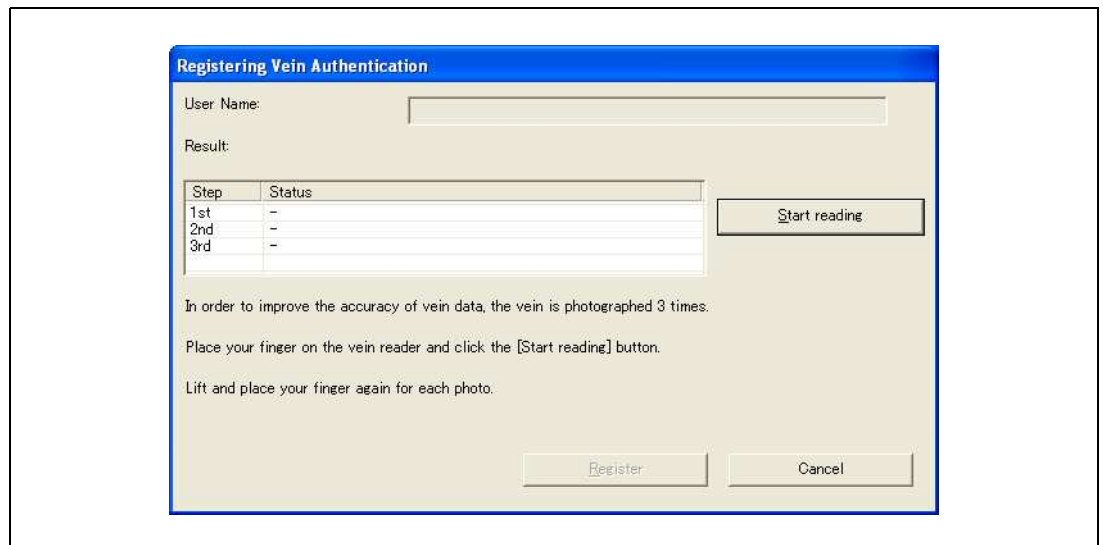 Registering Vein Authentication
User Name:
Result:
Step Status
1st -
2nd -
3rd -
Start reading
In order to improve the accuracy of vein data, the vein is photographed 3 times.
Place your finger on the vein reader and click the [Start reading] button.
Lift and place your finger again for each photo.
Register Cancel